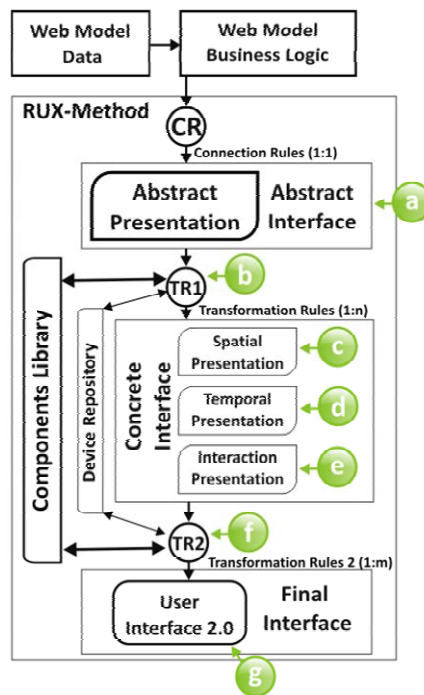 Web Model
Data
Web Model
Business Logic
RUX-Method
CR
Connection Rules (1:1)
Abstract
Presentation
Abstract
Interface
a
TR1
b
Transformation Rules (1:n)
Components Library
Device Repository
Concrete
Interface
Spatial
Presentation
c
Temporal
Presentation
d
Interaction
Presentation
e
TR2
f
Transformation Rules 2 (1:m)
User
Interface 2.0
Final
Interface
g